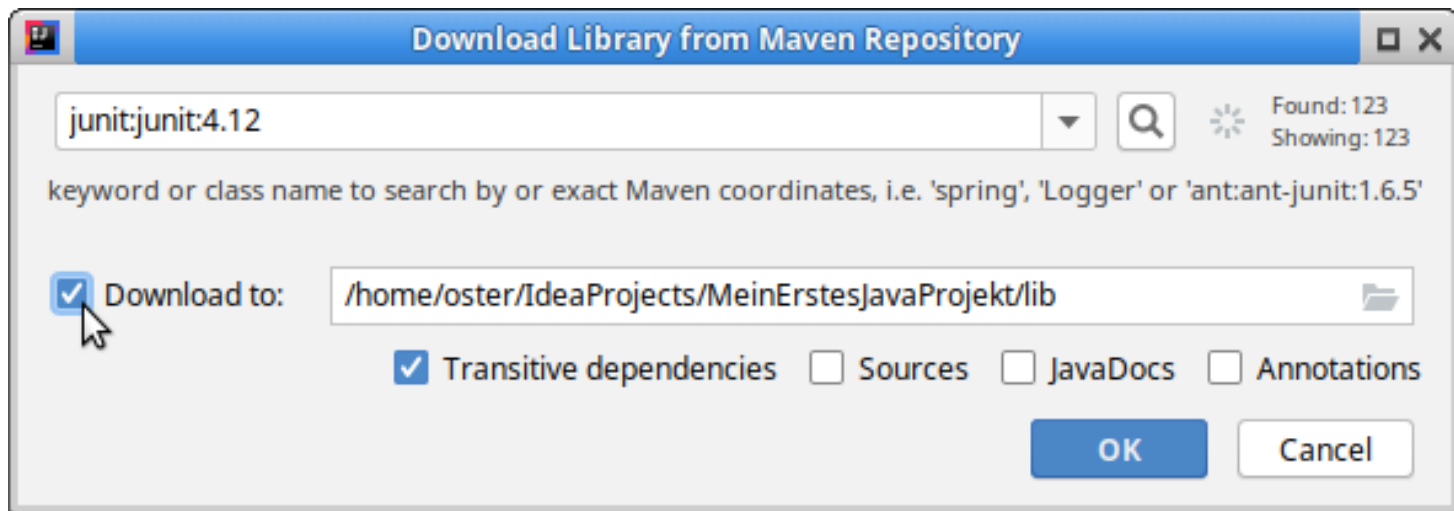 Download Library from Maven Repository
junit:junit:4.12
Found: 123
Showing: 123
keyword or class name to search by or exact Maven coordinates, i.e. 'spring', 'Logger' or 'ant:ant-junit:1.6.5'
Download to: /home/oster/IdeaProjects/MeinErstesJavaProjekt/lib
Transitive dependencies Sources JavaDocs Annotations
OK Cancel